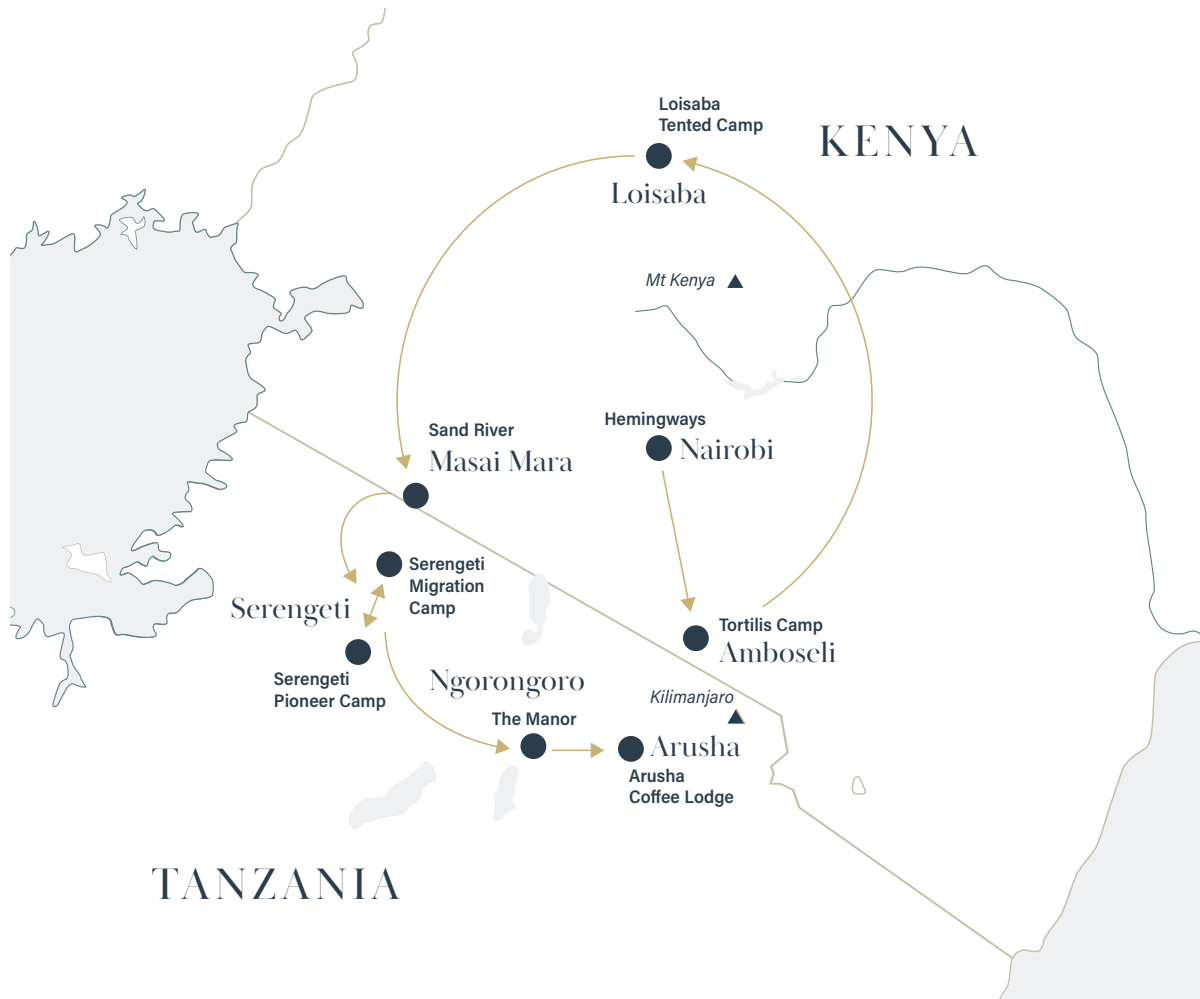 Loisaba
Tented Camp
KENYA
Loisaba
Mt Kenya
Hemingways
Nairobi
Sand River
Masai Mara
Serengeti
Migration
Camp
Serengeti
Serengeti
Pioneer Camp
Tortilis Camp
Amboseli
Ngorongoro
The Manor
Kilimanjaro
Arusha
Arusha
Coffee Lodge
TANZANIA